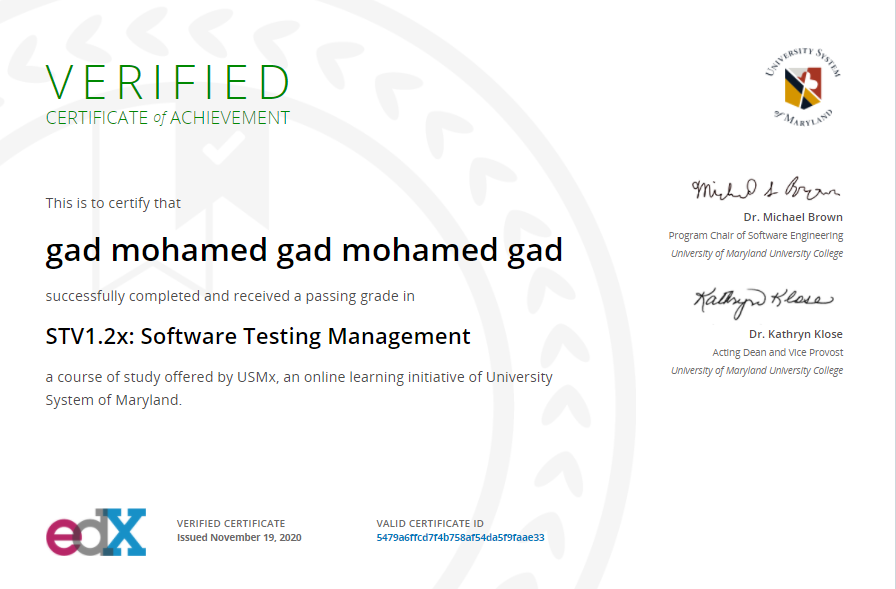 VERIFIED
CERTIFICATE of ACHIEVEMENT
UNIVERSITY SYSTEM
of MARYLAND
This is to certify that
gad mohamed gad mohamed gad
successfully completed and received a passing grade in
STV1.2x: Software Testing Management
a course of study offered by USMx, an online learning initiative of University
System of Maryland.
Michael S Brown
Dr. Michael Brown
Program Chair of Software Engineering
University of Maryland University College
Kathryn Klose
Dr. Kathryn Klose
Acting Dean and Vice Provost
University of Maryland University College
edX
VERIFIED CERTIFICATE
Issued November 19, 2020
VALID CERTIFICATE ID
5479a6ffcd7f4b758af54da5f9faae33